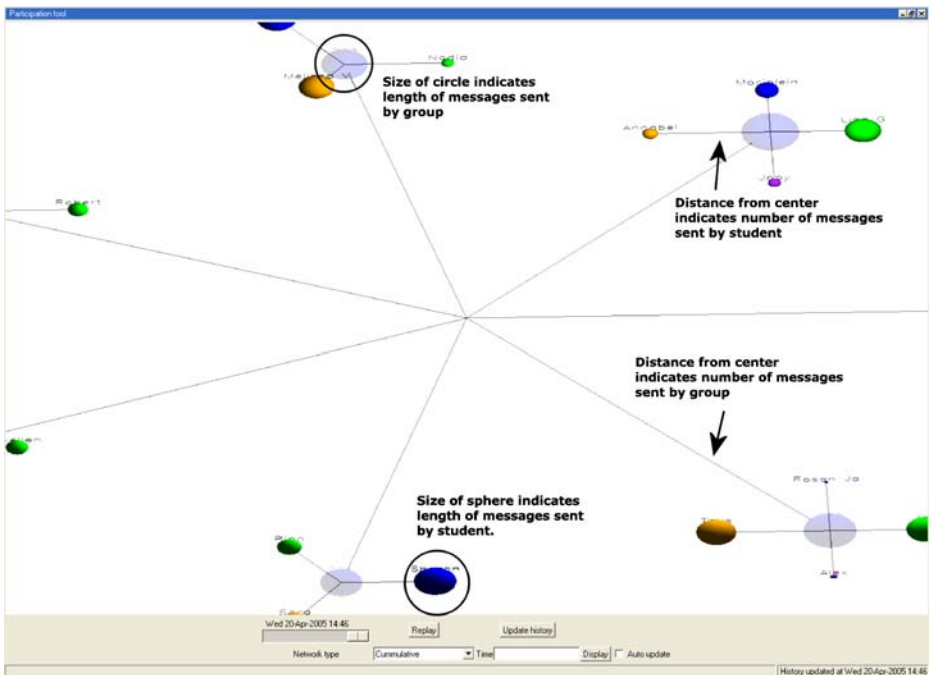 Participation tool
Nadia
Size of circle indicates
length of messages sent
by group
Annabel
Distance from center
indicates number of messages
sent by student
Robert
Distance from center
indicates number of messages
sent by group
Rosan Ja
Size of sphere indicates
length of messages sent
by student.
Alex
Wed 20-Apr-2005 14:46
Replay
Update history
Network type
Cummulative
Time
Display
Auto update
History updated at Wed 20-Apr-2005 14:46